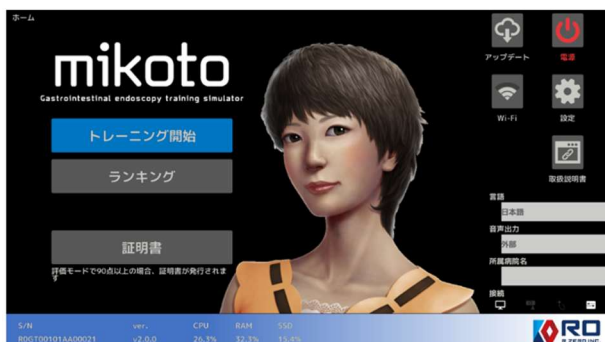 ホーム
mikoto
Gastrointestinal endoscopy training simulator
トレーニング開始
ランキング
証明書
評価モードで90点以上の場合、証明書が発行されま
す
アップデート
電源
Wi-Fi
設定
取扱説明書
言語
日本語
音声出力
外部
所属病院名
接続
S/N ver. CPU RAM SSD
R0GT00101AA00021 v2.0.0 26.3% 52.3% 15.4%
R0
R ZERO INC